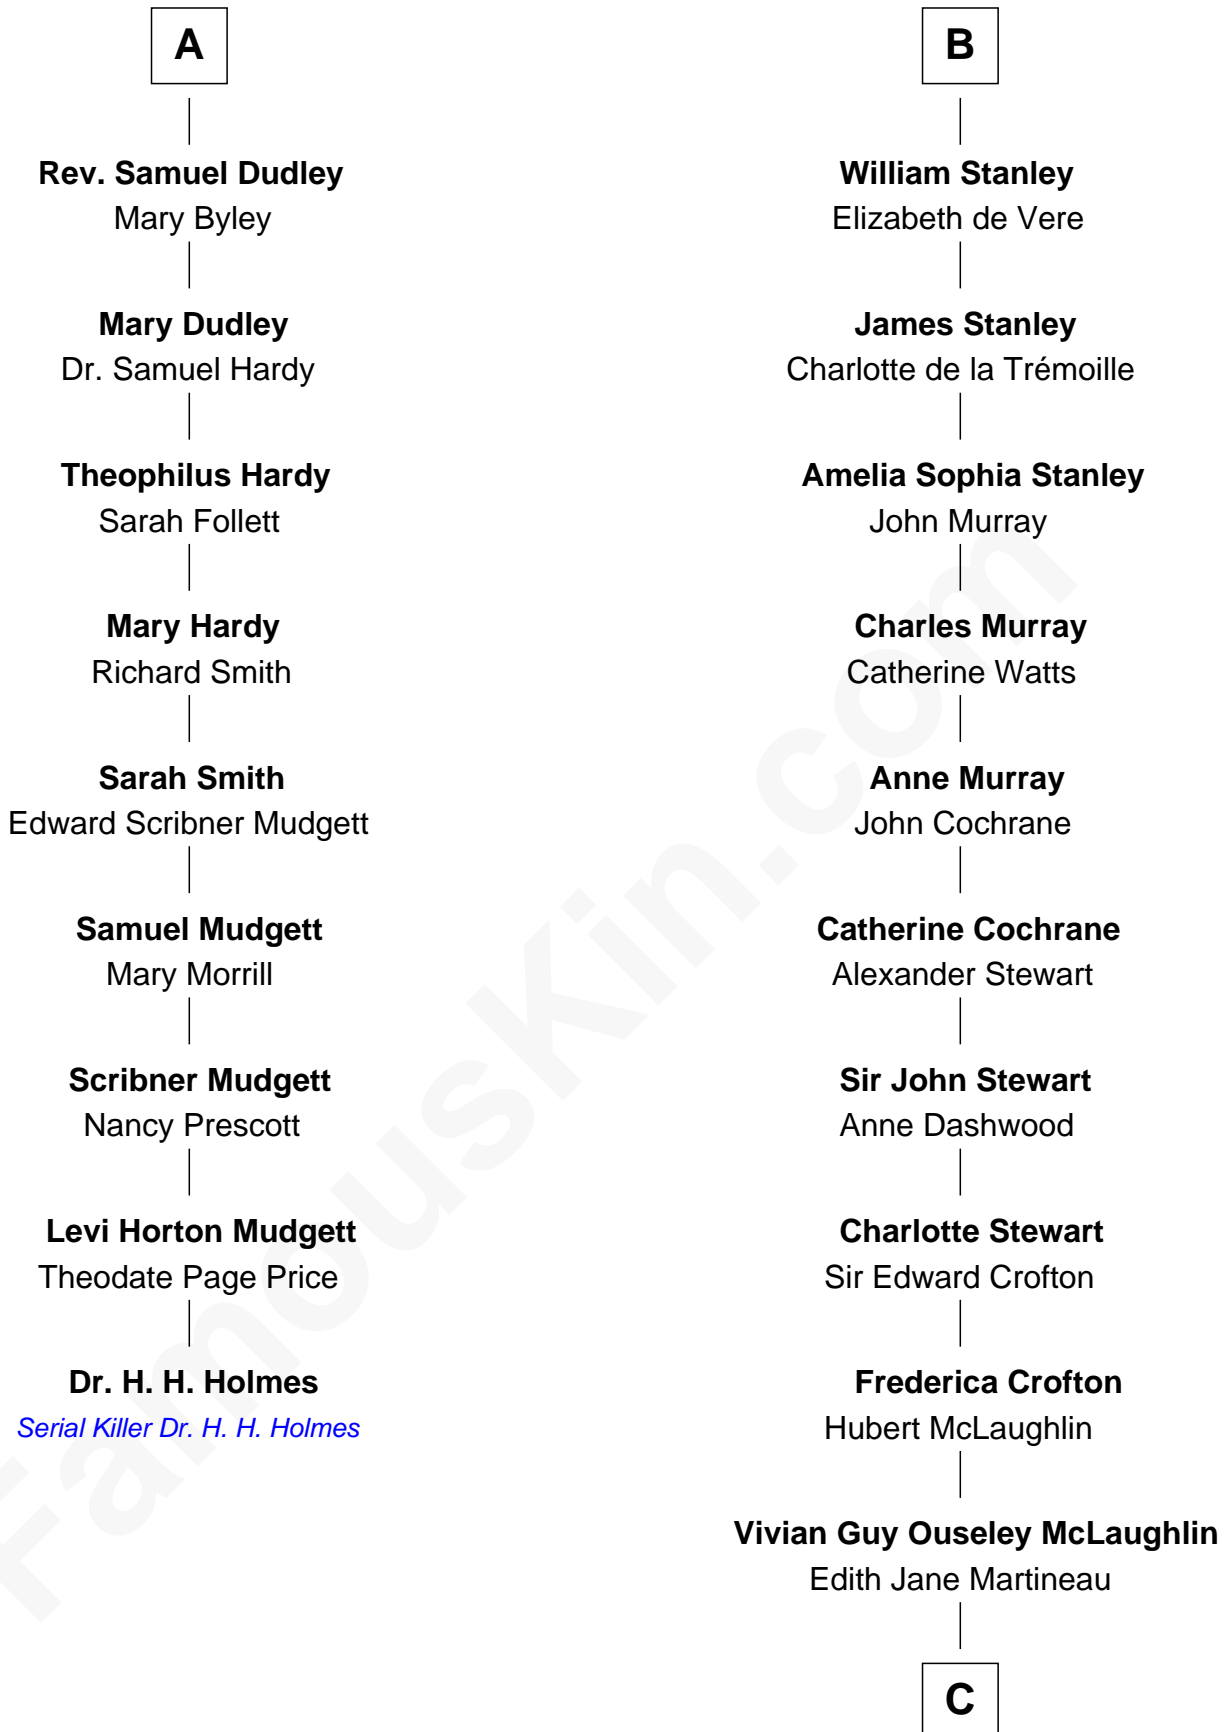 A
Rev. Samuel Dudley
Mary Byley
Mary Dudley
Dr. Samuel Hardy
Theophilus Hardy
Sarah Follett
Mary Hardy
Richard Smith
Sarah Smith
Edward Scribner Mudgett
Samuel Mudgett
Mary Morrill
Scribner Mudgett
Nancy Prescott
Levi Horton Mudgett
Theodate Page Price
Dr. H. H. Holmes
Serial Killer Dr. H. H. Holmes
B
William Stanley
Elizabeth de Vere
James Stanley
Charlotte de la Trémoille
Amelia Sophia Stanley
John Murray
Charles Murray
Catherine Watts
Anne Murray
John Cochrane
Catherine Cochrane
Alexander Stewart
Sir John Stewart
Anne Dashwood
Charlotte Stewart
Sir Edward Crofton
Frederica Crofton
Hubert McLaughlin
Vivian Guy Ouseley McLaughlin
Edith Jane Martineau
C
FamousKin.com